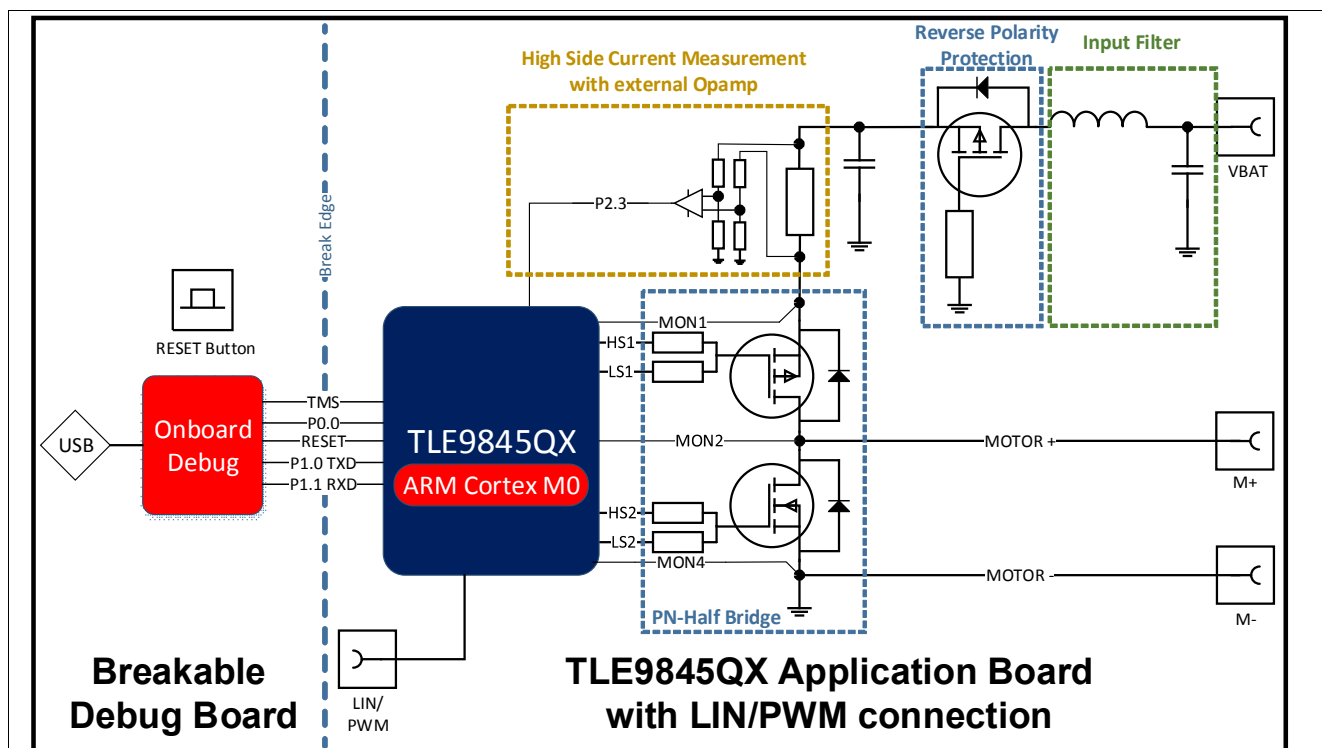 Reverse Polarity
Protection
Input Filter
High Side Current Measurement
with external Opamp
VBAT
P2.3
Break Edge
RESET Button
MON1
HS1
LS1
TMS
P0.0
RESET
P1.0 TXD
P1.1 RXD
USB
Onboard
Debug
TLE9845QX
ARM Cortex M0
MON2
MOTOR +
M+
HS2
LS2
MON4
MOTOR -
M-
PN-Half Bridge
LIN/
PWM
Breakable
Debug Board
TLE9845QX Application Board
with LIN/PWM connection